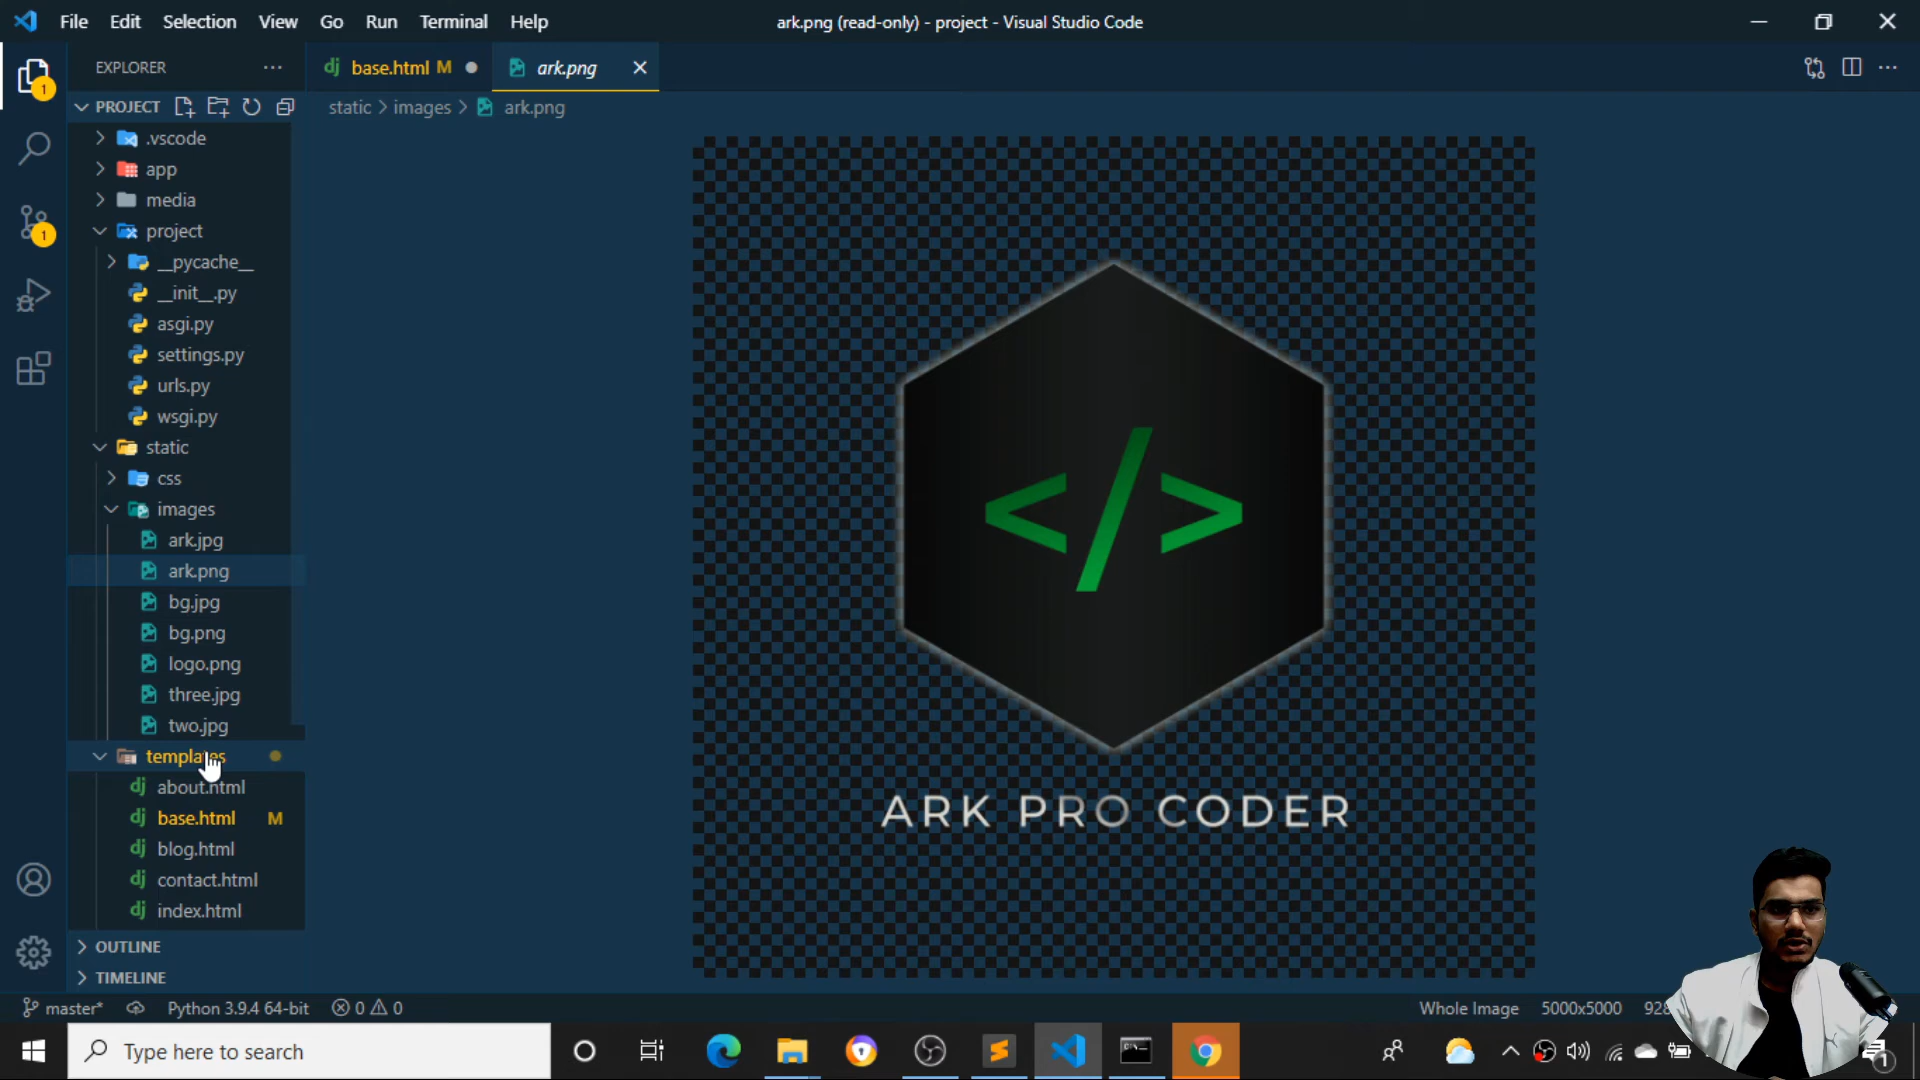 File Edit Selection View Go Run Terminal Help
ark.png (read-only) - project - Visual Studio Code
EXPLORER
base.html M
ark.png
PROJECT
static > images > ark.png
.vscode
app
media
project
__pycache__
__init__.py
asgi.py
settings.py
urls.py
wsgi.py
static
css
images
ark.jpg
ark.png
bg.jpg
bg.png
logo.png
three.jpg
two.jpg
templates
about.html
base.html M
blog.html
contact.html
index.html
OUTLINE
TIMELINE
1
1
</>
ARK PRO CODER
master* Python 3.9.4 64-bit 0 0
Whole Image 5000x5000
Type here to search
1